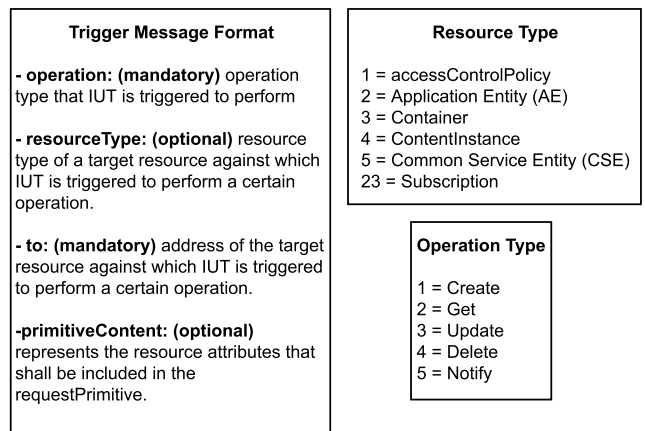 Trigger Message Format
- operation: (mandatory) operation
type that IUT is triggered to perform
- resourceType: (optional) resource
type of a target resource against which
IUT is triggered to perform a certain
operation.
- to: (mandatory) address of the target
resource against which IUT is triggered
to perform a certain operation.
-primitiveContent: (optional)
represents the resource attributes that
shall be included in the
requestPrimitive.
Resource Type
1 = accessControlPolicy
2 = Application Entity (AE)
3 = Container
4 = ContentInstance
5 = Common Service Entity (CSE)
23 = Subscription
Operation Type
1 = Create
2 = Get
3 = Update
4 = Delete
5 = Notify